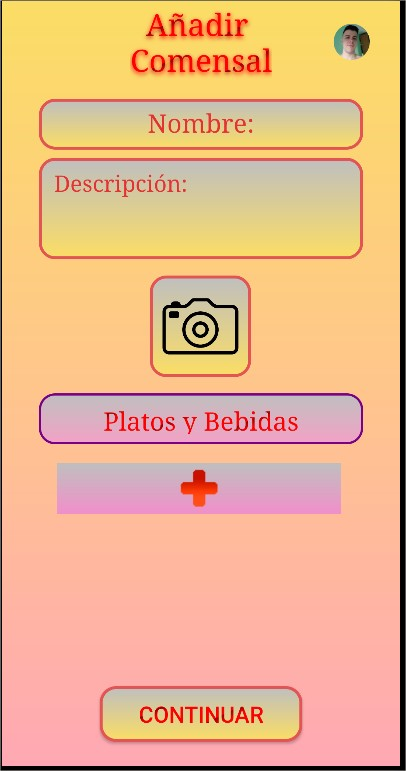 Añadir
Comensal
Nombre:
Descripción:
Platos y Bebidas
CONTINUAR